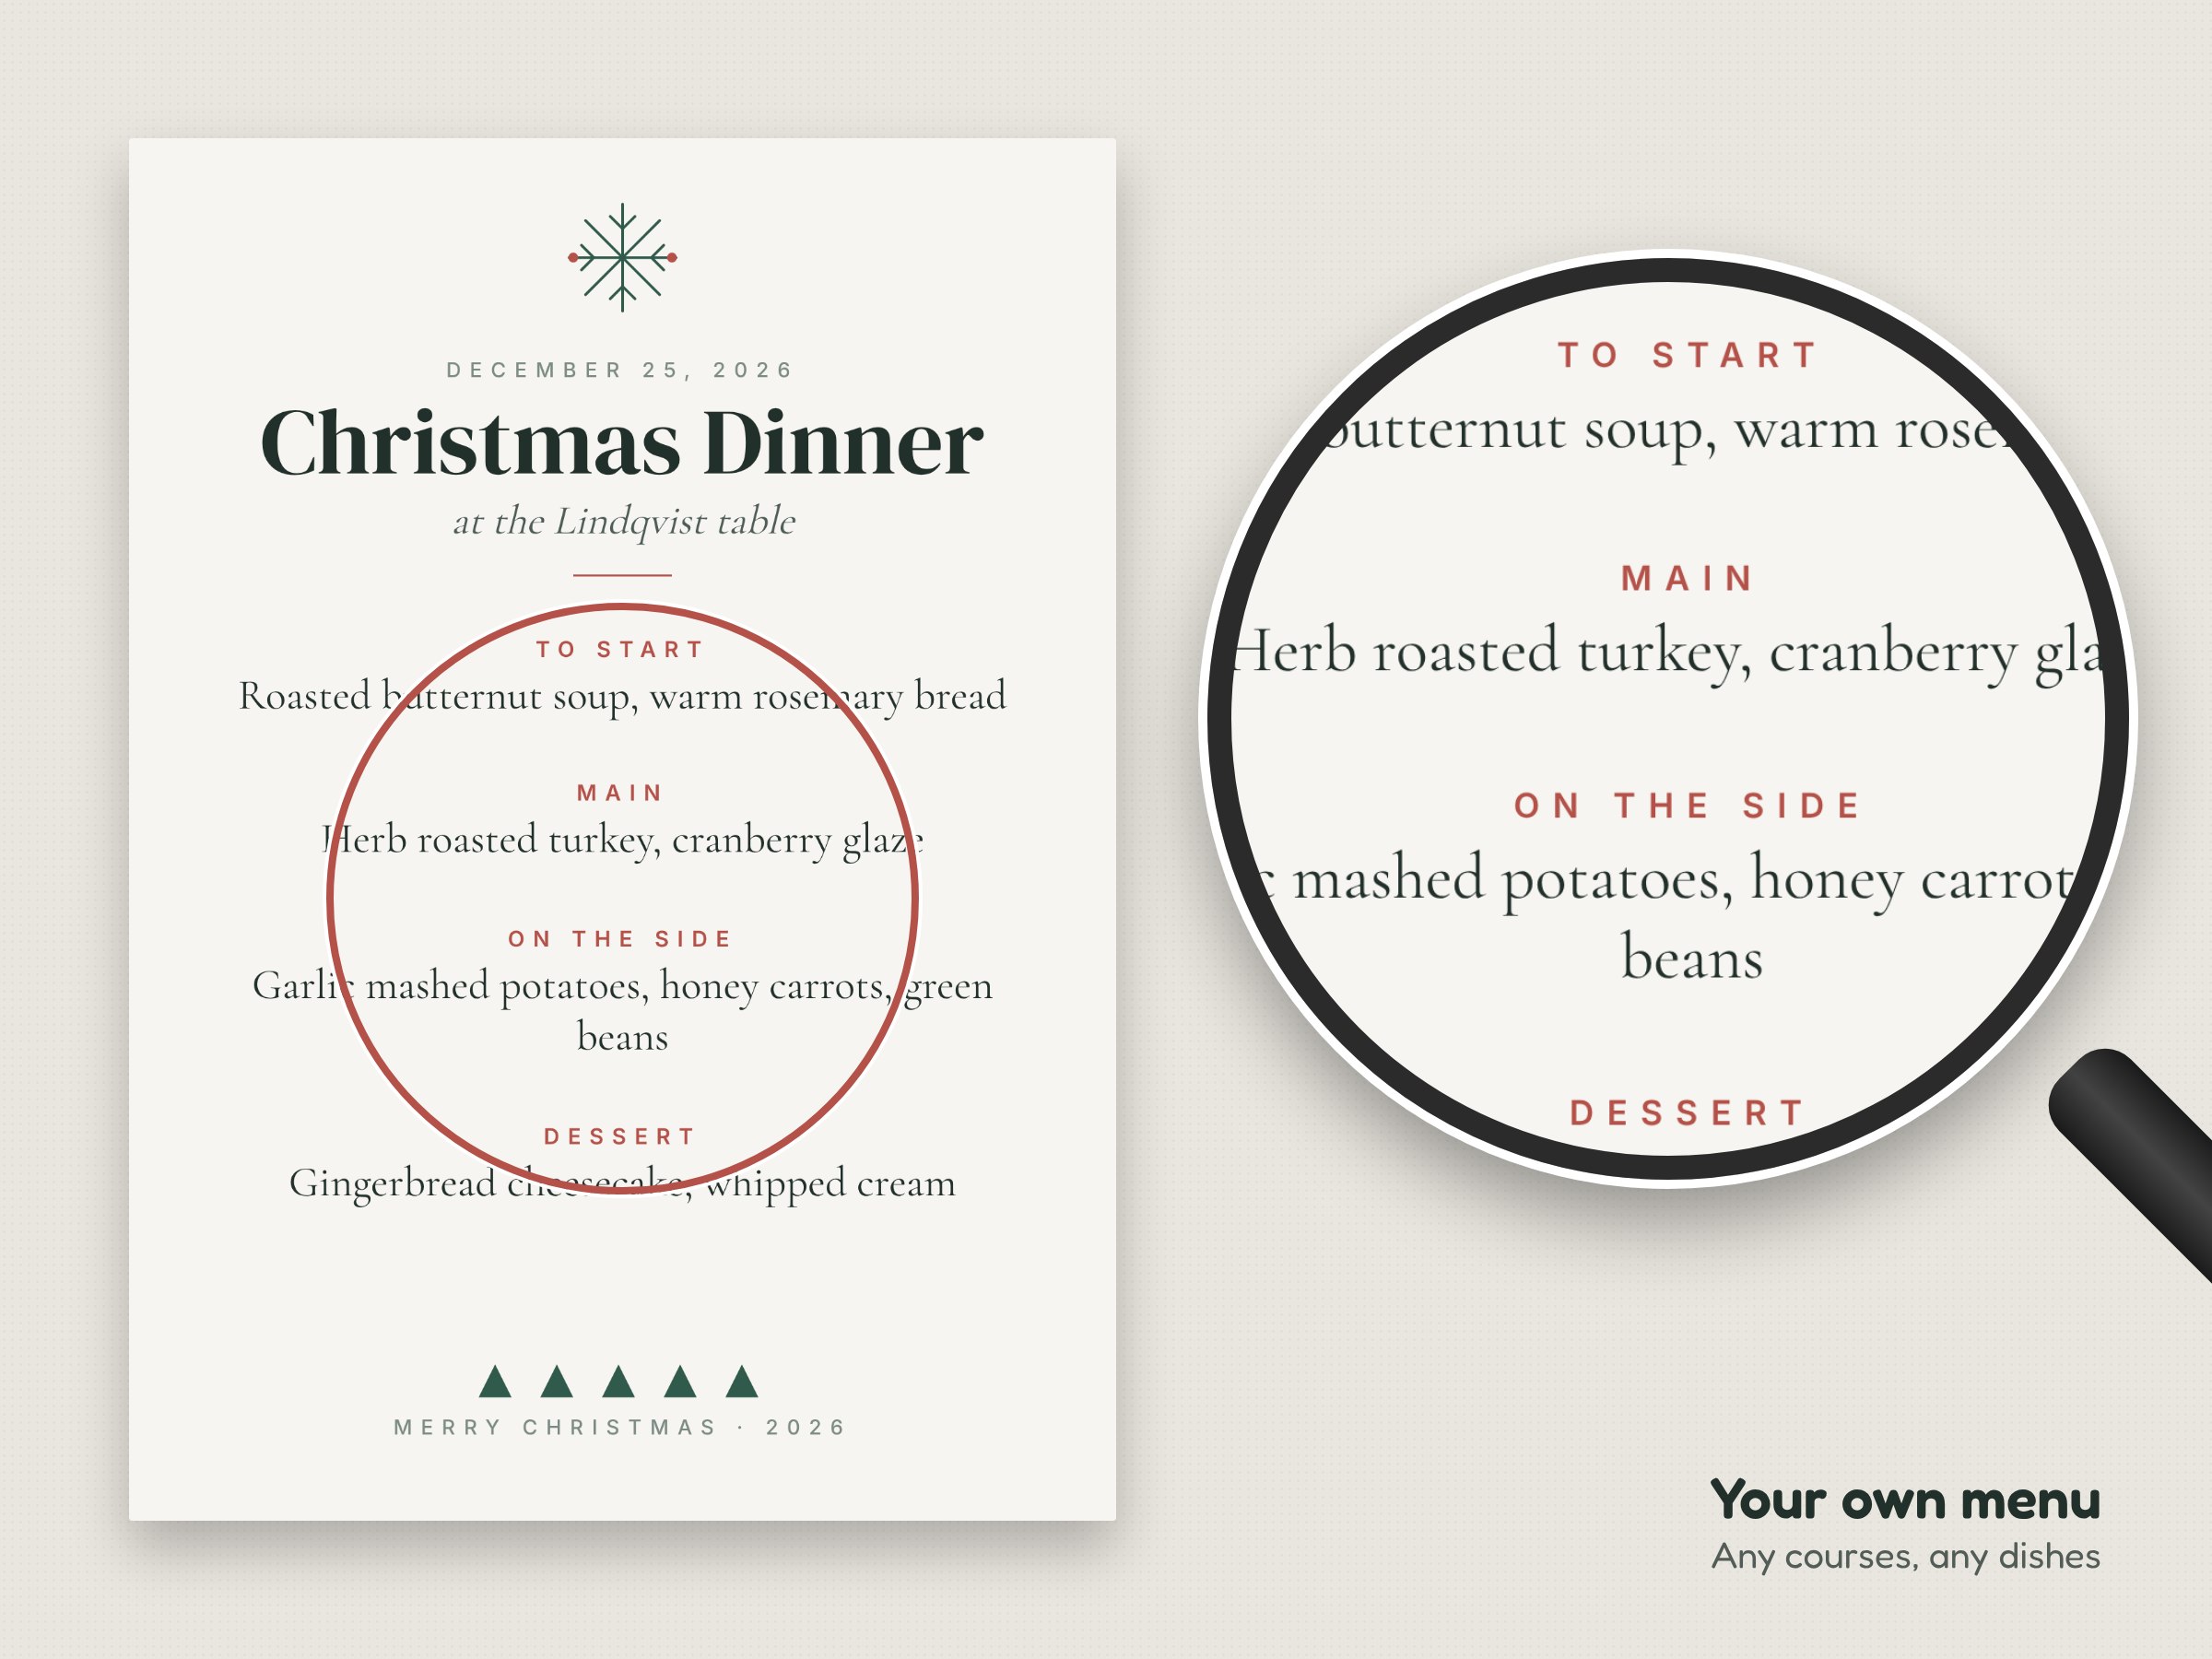 DECEMBER 25, 2026
Christmas Dinner
at the Lindqvist table
TO START
Roasted butternut soup, warm rosemary bread
MAIN
Herb roasted turkey, cranberry glaze
ON THE SIDE
Garlic mashed potatoes, honey carrots, green
beans
DESSERT
Gingerbread cheesecake, whipped cream
MERRY CHRISTMAS · 2026
TO START
butternut soup, warm rosem
MAIN
Herb roasted turkey, cranberry gla
ON THE SIDE
c mashed potatoes, honey carrot
beans
DESSERT
Your own menu
Any courses, any dishes